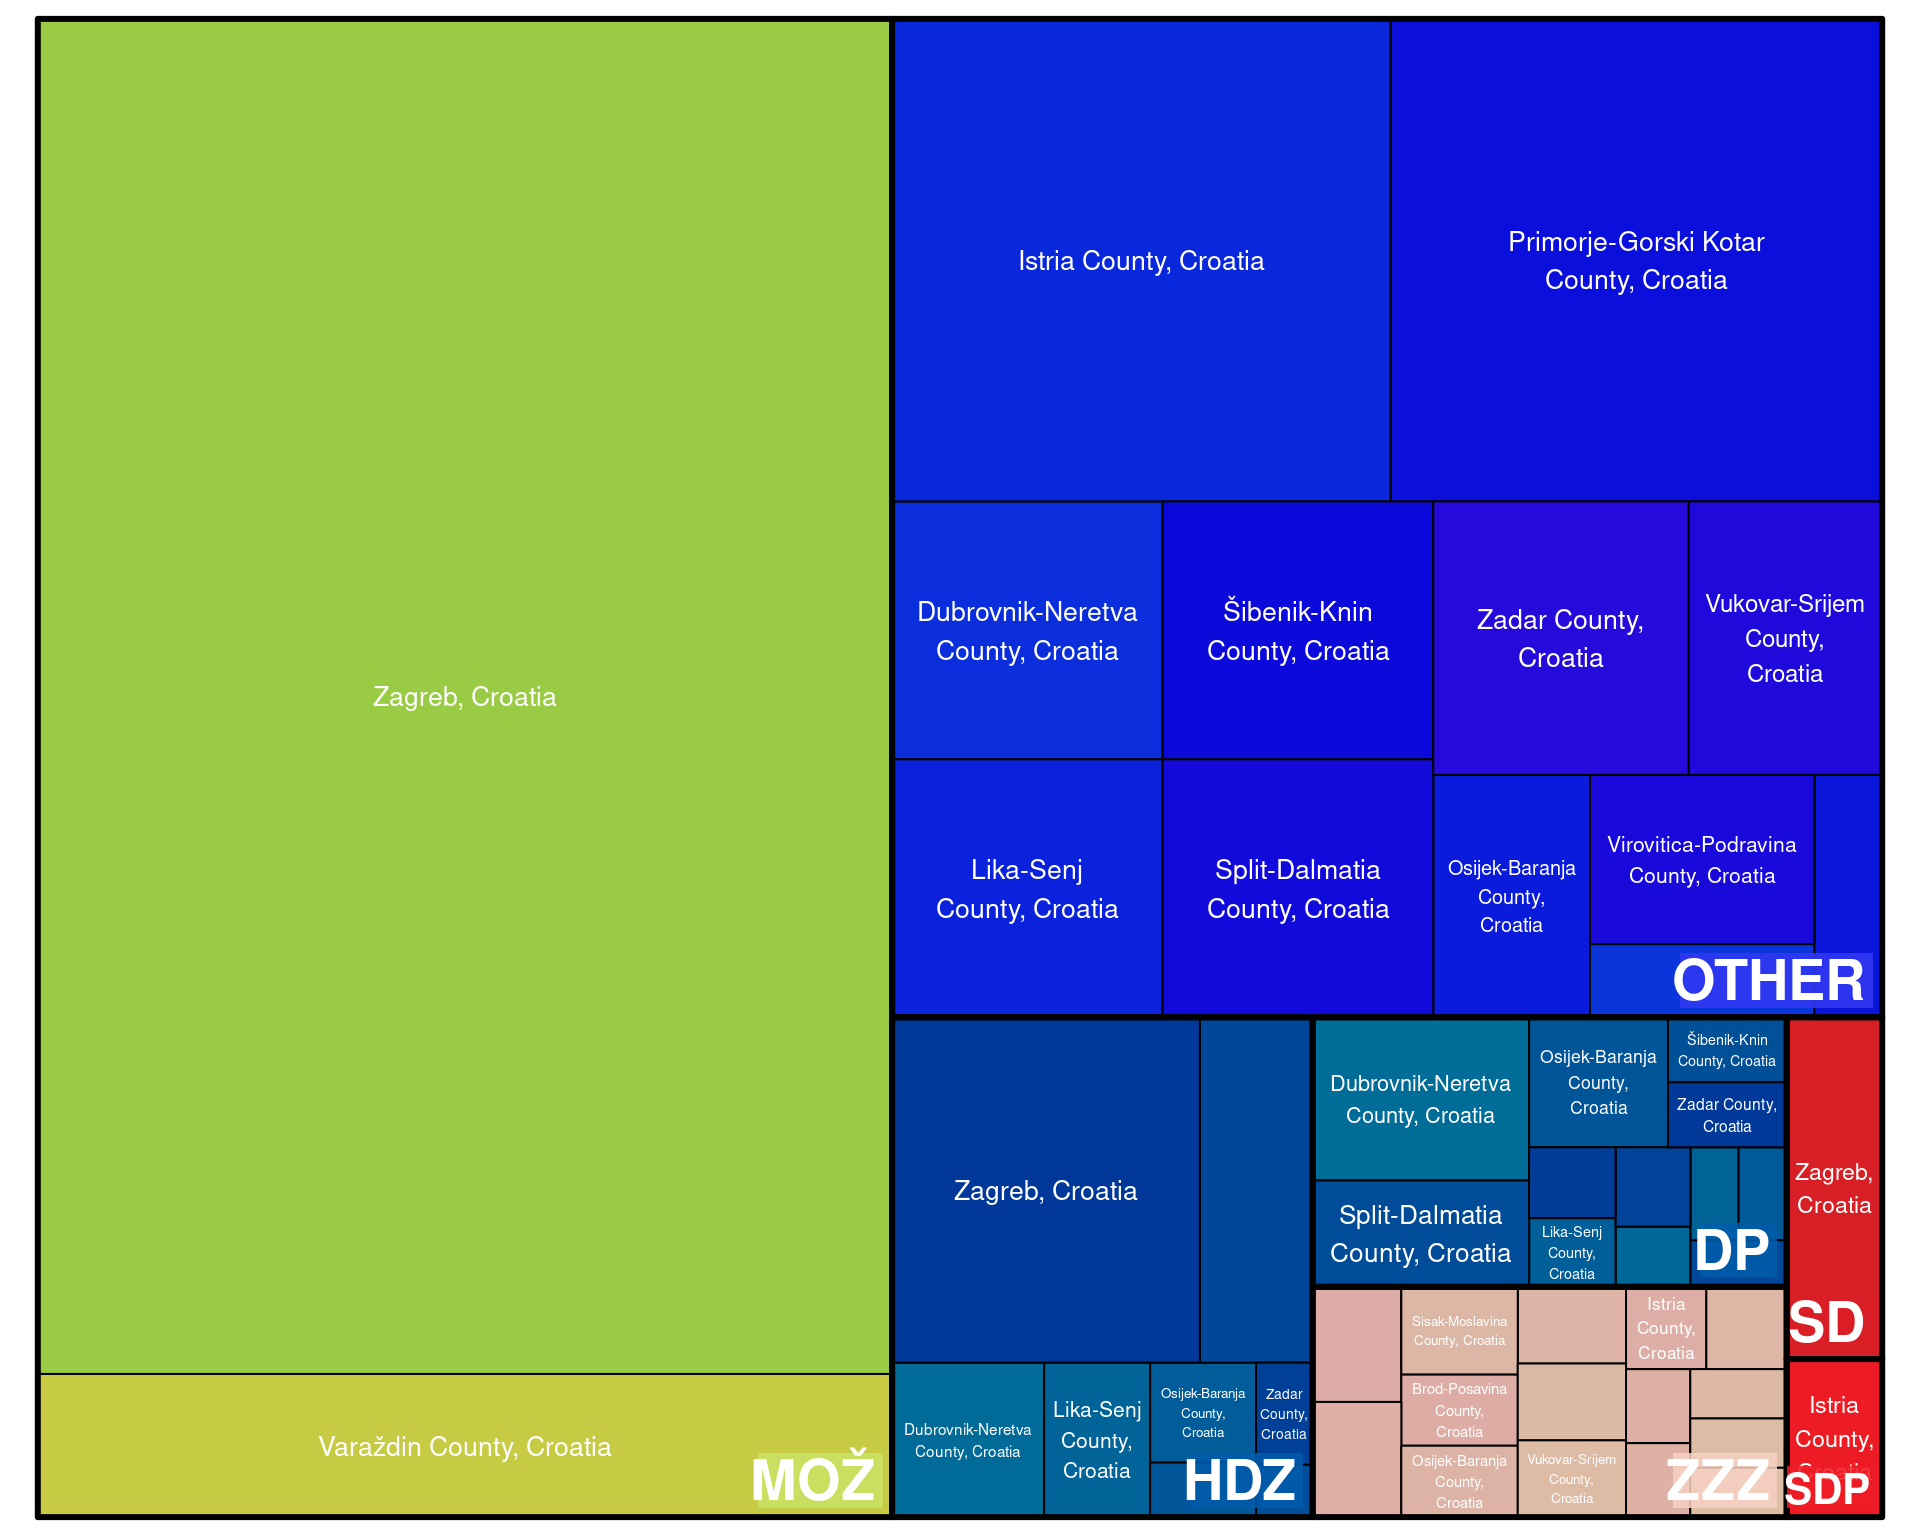 Zagreb, Croatia
Varaždin County, Croatia
MOŽ
Istria County, Croatia
Primorje-Gorski Kotar
County, Croatia
Dubrovnik-Neretva
County, Croatia
Šibenik-Knin
County, Croatia
Zadar County,
Croatia
Vukovar-Srijem
County,
Croatia
Lika-Senj
County, Croatia
Split-Dalmatia
County, Croatia
Osijek-Baranja
County,
Croatia
Virovitica-Podravina
County, Croatia
OTHER
Zagreb, Croatia
Dubrovnik-Neretva
County, Croatia
Lika-Senj
County,
Croatia
Osijek-Baranja
County,
Croatia
Zadar
County,
Croatia
HDZ
Dubrovnik-Neretva
County, Croatia
Split-Dalmatia
County, Croatia
Osijek-Baranja
County,
Croatia
Šibenik-Knin
County, Croatia
Zadar County,
Croatia
Lika-Senj
County,
Croatia
DP
Sisak-Moslavina
County, Croatia
Brod-Posavina
County,
Croatia
Osijek-Baranja
County,
Croatia
Vukovar-Srijem
County,
Croatia
Istria
County,
Croatia
ZZZ
Zagreb,
Croatia
SD
Istria
County,
Croatia
SDP